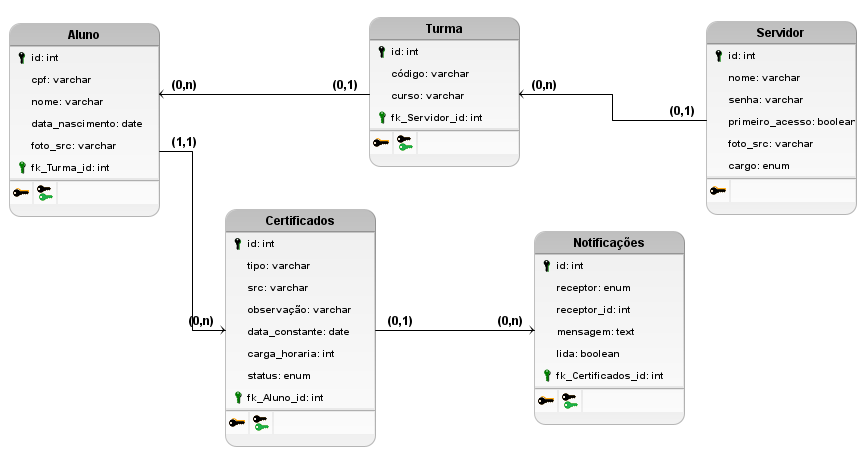 Aluno
id: int
cpf: varchar
nome: varchar
data_nascimento: date
foto_src: varchar
fk_Turma_id: int
(0,n)
(0,1)
(1,1)
Turma
id: int
código: varchar
curso: varchar
fk_Servidor_id: int
(0,n)
(0,1)
Servidor
id: int
nome: varchar
senha: varchar
primeiro_acesso: boolean
foto_src: varchar
cargo: enum
Certificados
id: int
tipo: varchar
src: varchar
observação: varchar
data_constante: date
carga_horaria: int
status: enum
fk_Aluno_id: int
(0,n)
(0,1)
(0,n)
Notificações
id: int
receptor: enum
receptor_id: int
mensagem: text
lida: boolean
fk_Certificados_id: int